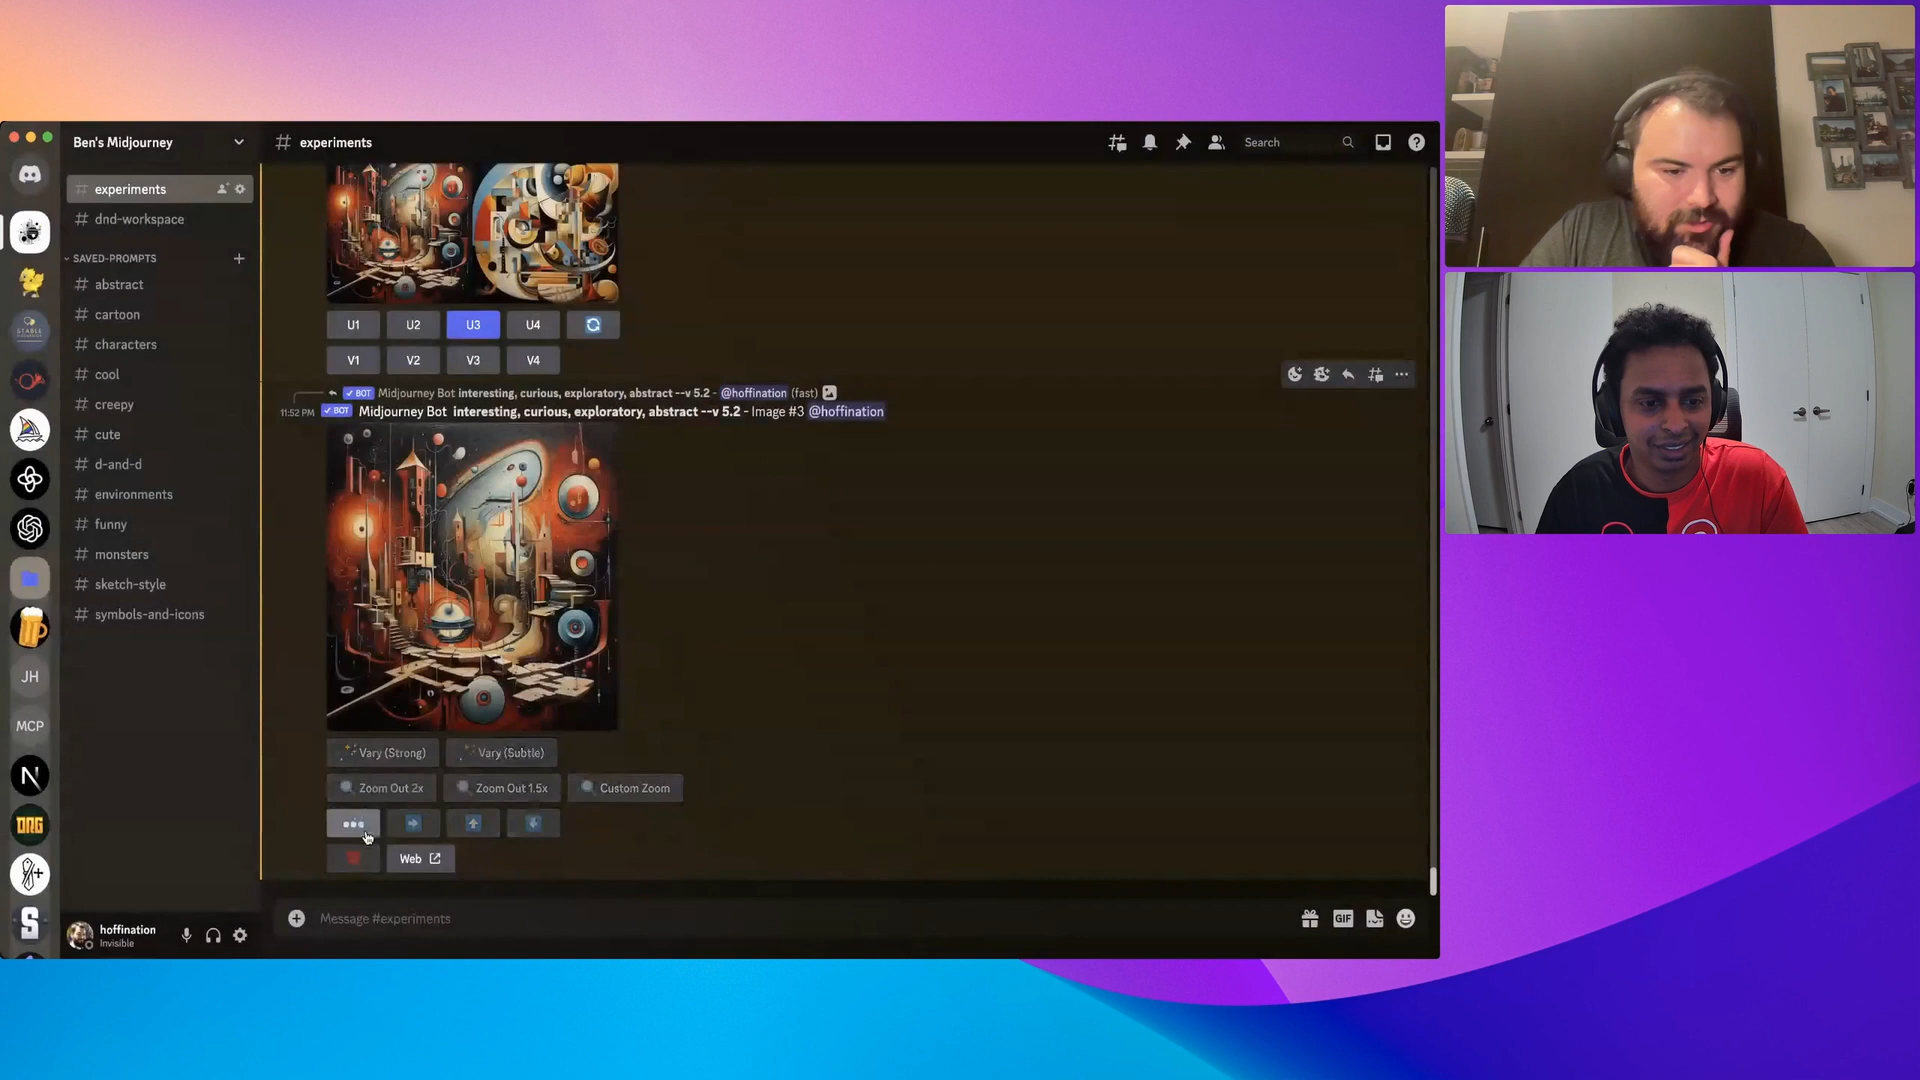 Ben's Midjourney
experiments
Search
experiments
dnd-workspace
SAVED-PROMPTS
abstract
cartoon
characters
cool
creepy
cute
d-and-d
environments
funny
monsters
sketch-style
symbols-and-icons
STABLE
JH
MCP
N
DRG
S
hoffination
Invisible
U1 U2 U3 U4
V1 V2 V3 V4
BOT Midjourney Bot interesting, curious, exploratory, abstract --v 5.2 - @hoffination (fast)
11:52 PM BOT Midjourney Bot interesting, curious, exploratory, abstract --v 5.2 - Image #3 @hoffination
Vary (Strong) Vary (Subtle)
Zoom Out 2x Zoom Out 1.5x Custom Zoom
Web
Message #experiments
GIF